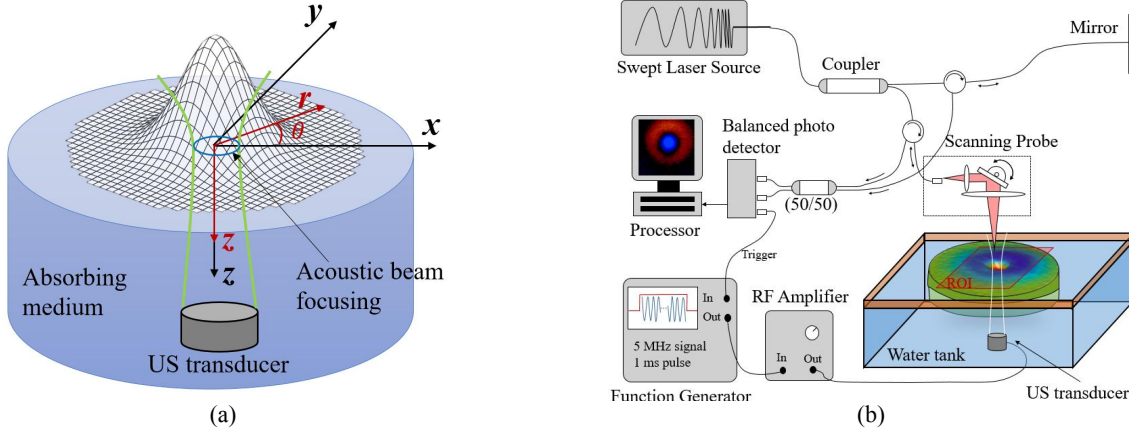 y
r
θ
x
z
z
Absorbing
medium
Acoustic beam
focusing
US transducer
(a)
Swept Laser Source
Coupler
Mirror
Balanced photo
detector
Scanning Probe
(50/50)
Processor
Trigger
ROI
In
Out
5 MHz signal
1 ms pulse
Function Generator
RF Amplifier
In
Out
Water tank
US transducer
(b)